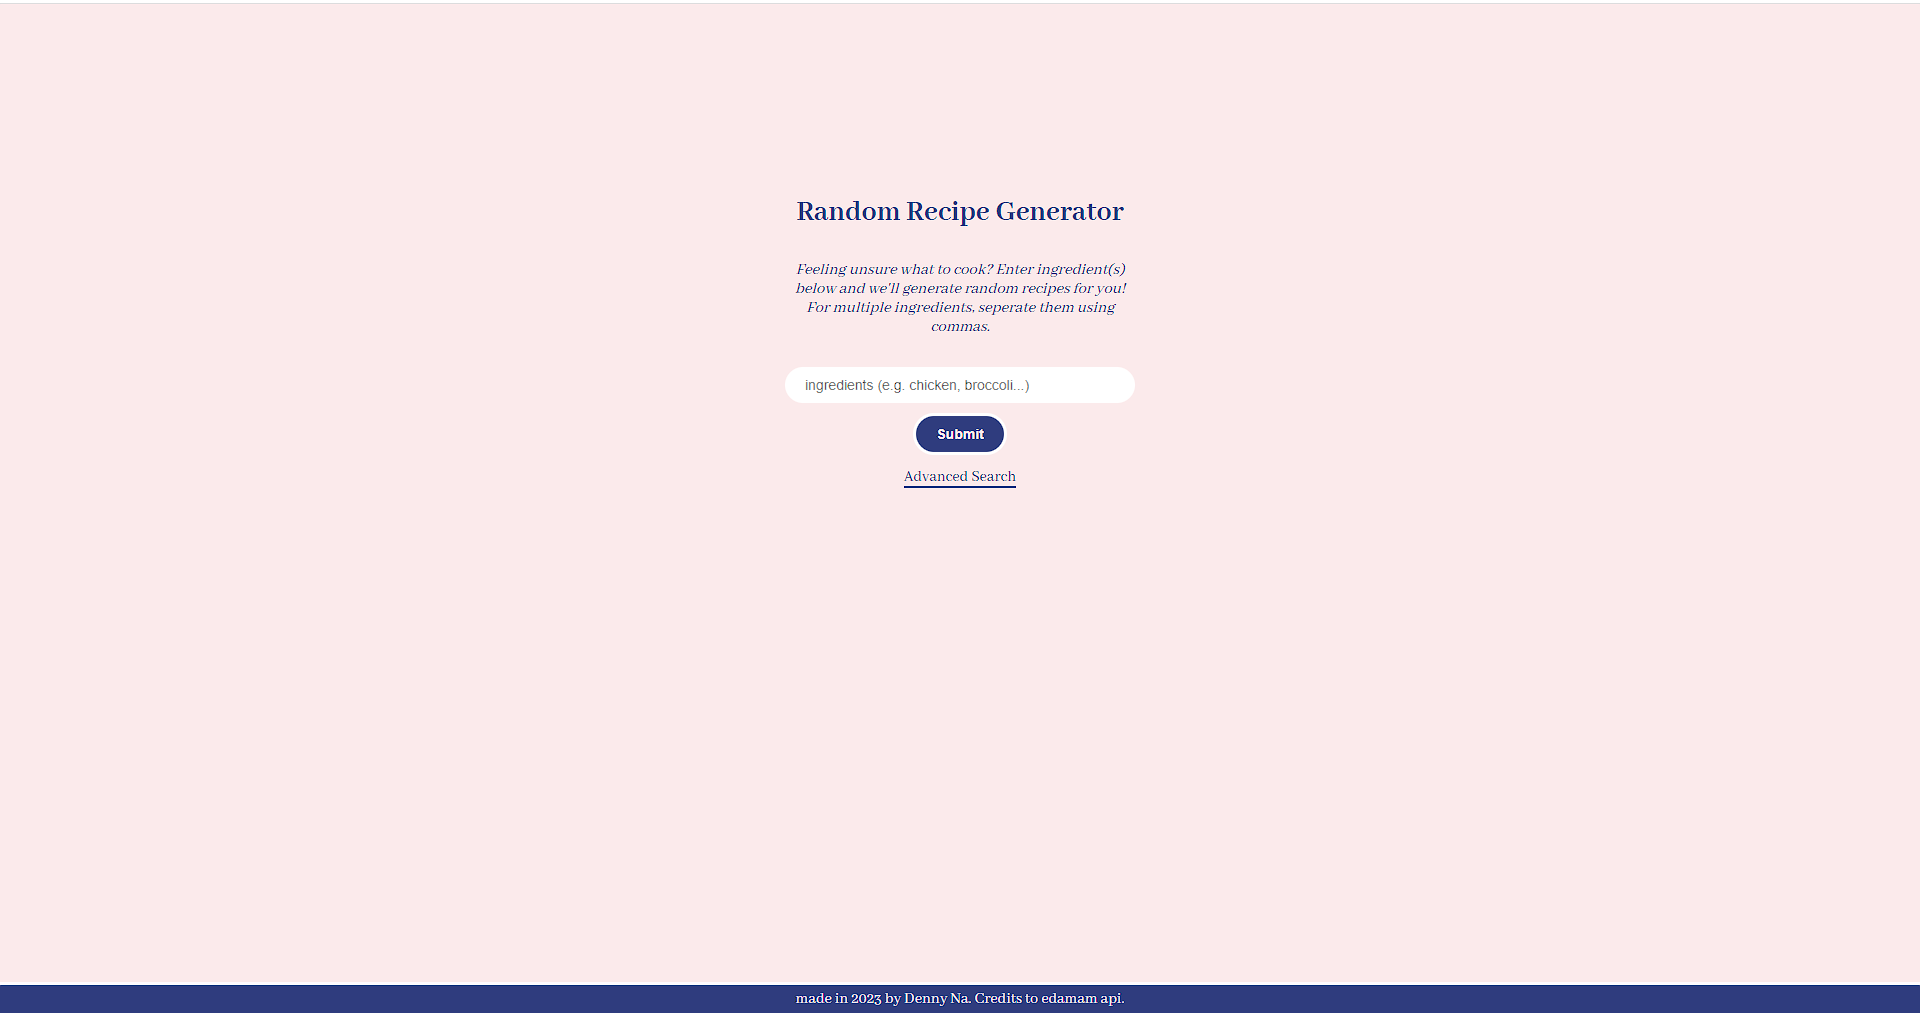 Random Recipe Generator
Feeling unsure what to cook? Enter ingredient(s)
below and we'll generate random recipes for you!
For multiple ingredients, seperate them using
commas.
ingredients (e.g. chicken, broccoli...)
Submit
Advanced Search
made in 2023 by Denny Na. Credits to edamam api.